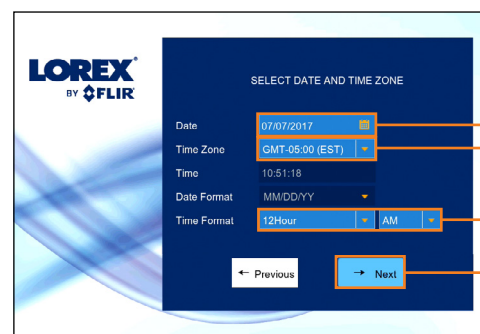 LOREX
BY FLIR
SELECT DATE AND TIME ZONE
Date 07/07/2017
Time Zone GMT-05:00 (EST)
Time 10:51:18
Date Format MM/DD/YY
Time Format 12Hour AM
← Previous → Next